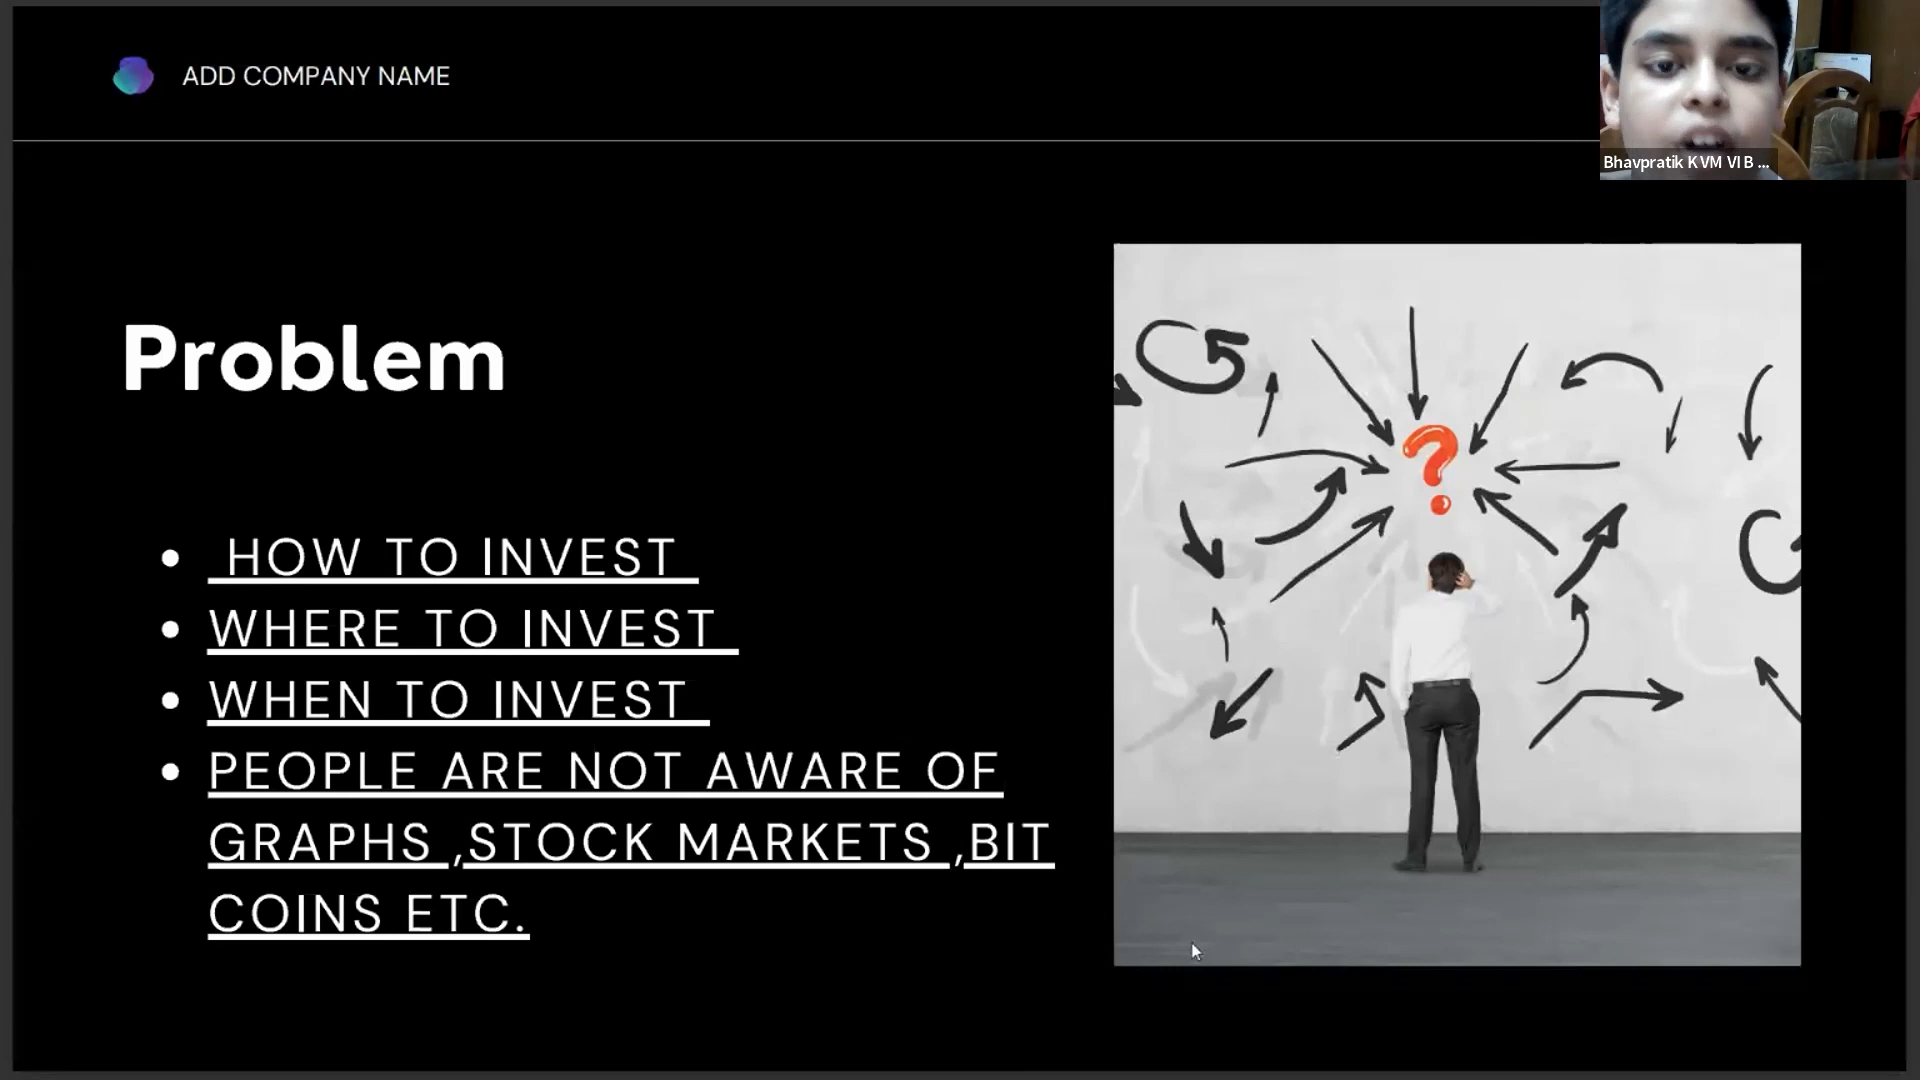 ADD COMPANY NAME
Bhavpratik KVM VI B ...
Problem
HOW TO INVEST
WHERE TO INVEST
WHEN TO INVEST
PEOPLE ARE NOT AWARE OF
GRAPHS ,STOCK MARKETS ,BIT
COINS ETC.
?